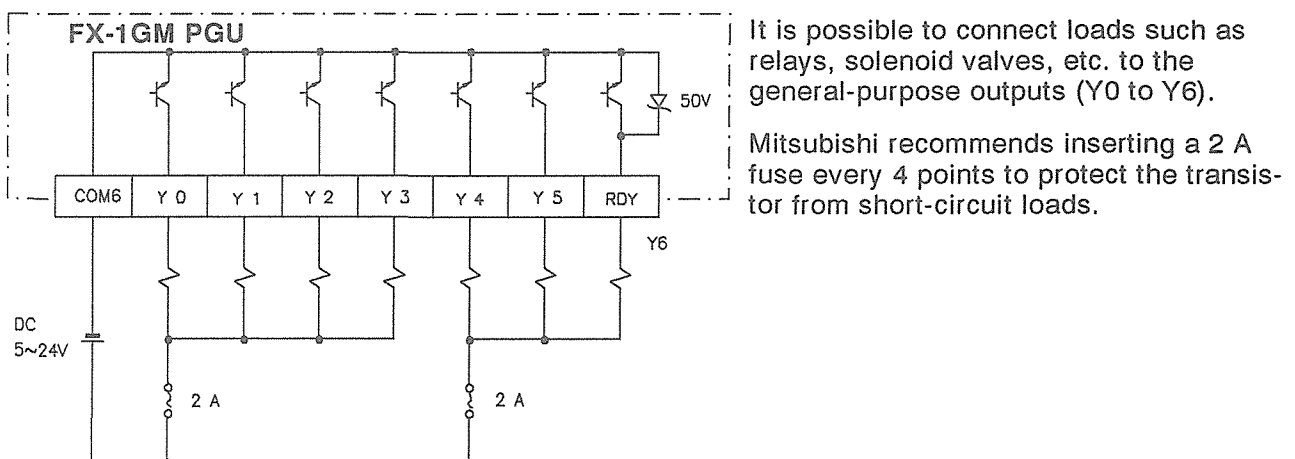 FX-1GM PGU
50V
COM6 Y 0 Y 1 Y 2 Y 3 Y 4 Y 5 RDY
Y6
DC
5~24V
2 A
2 A
It is possible to connect loads such as
relays, solenoid valves, etc. to the
general-purpose outputs (Y0 to Y6).
Mitsubishi recommends inserting a 2 A
fuse every 4 points to protect the transis-
tor from short-circuit loads.